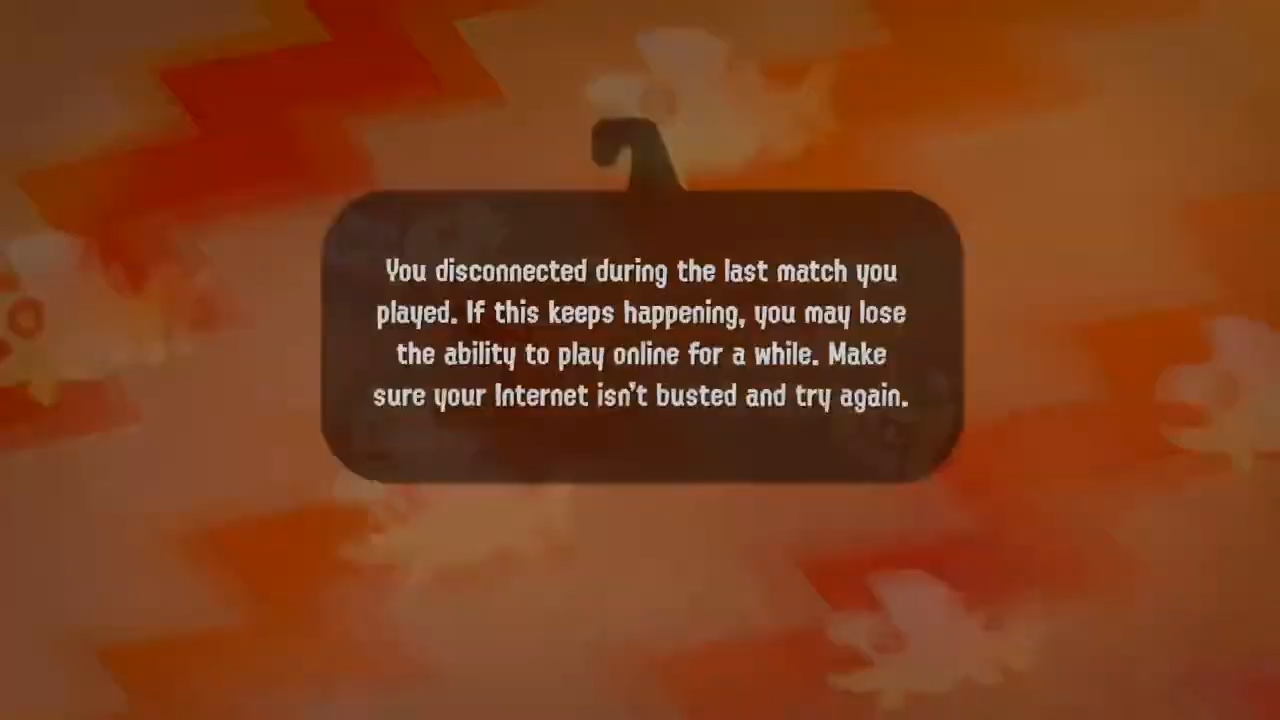 You disconnected during the last match you
played. If this keeps happening, you may lose
the ability to play online for a while. Make
sure your Internet isn't busted and try again.